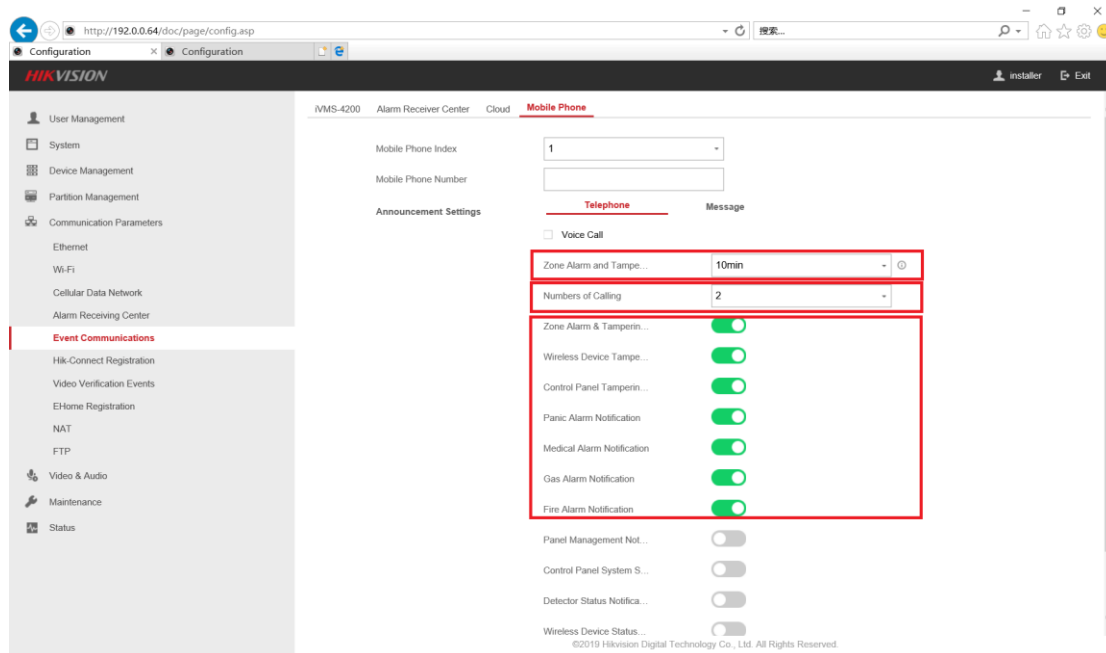 http://192.0.0.64/doc/page/config.asp
搜索...
Configuration
Configuration
HIKVISION
installer
Exit
User Management
System
Device Management
Partition Management
Communication Parameters
Ethernet
Wi-Fi
Cellular Data Network
Alarm Receiving Center
Event Communications
Hik-Connect Registration
Video Verification Events
EHome Registration
NAT
FTP
Video & Audio
Maintenance
Status
iVMS-4200 Alarm Receiver Center Cloud Mobile Phone
Mobile Phone Index 1
Mobile Phone Number
Announcement Settings Telephone Message
Voice Call
Zone Alarm and Tampe... 10min
Numbers of Calling 2
Zone Alarm & Tamperin...
Wireless Device Tampe...
Control Panel Tamperin...
Panic Alarm Notification
Medical Alarm Notification
Gas Alarm Notification
Fire Alarm Notification
Panel Management Not...
Control Panel System S...
Detector Status Notifica...
Wireless Device Status...
©2019 Hikvision Digital Technology Co., Ltd. All Rights Reserved.